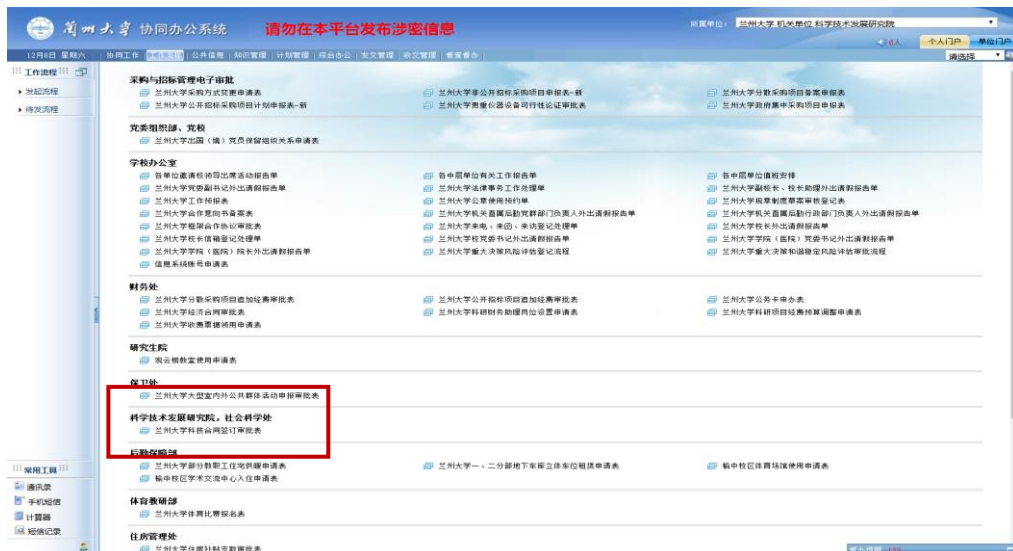 兰州大学 协同办公系统 请勿在本平台发布涉密信息
所属单位： 兰州大学 机关单位 科学技术发展研究院
0人 个人门户 单位门户
12月8日 星期六 协同工作 公共信息 知识管理 计划管理 综合办公 发文管理 收文管理 督查督办 请选择
工作流程
发起流程
待发流程
采购与招标管理电子审批
兰州大学采购方式变更申请表 兰州大学非公开招标采购项目申报表-新 兰州大学分散采购项目备案申报表
兰州大学公开招标采购项目计划申报表-新 兰州大学贵重仪器设备可行性论证审批表 兰州大学政府集中采购项目申报表
党委组织部、党校
兰州大学出国（境）党员保留组织关系申请表
学校办公室
各单位邀请校领导出席活动报告单 各中层单位有关工作报告单 各中层单位值班安排
兰州大学党委副书记外出请假报告单 兰州大学法律事务工作处理单 兰州大学副校长、校长助理外出请假报告单
兰州大学工作预报表 兰州大学公章使用预约单 兰州大学规章制度草案审核登记表
兰州大学合作意向书备案表 兰州大学机关直属后勤党群部门负责人外出请假报告单 兰州大学机关直属后勤行政部门负责人外出请假报告单
兰州大学框架合作协议审批表 兰州大学来电、来函、来访登记处理单 兰州大学校长外出请假报告单
兰州大学校长信箱登记处理单 兰州大学校党委书记外出请假报告单 兰州大学学院（医院）党委书记外出请假报告单
兰州大学学院（医院）院长外出请假报告单 兰州大学重大决策风险评估登记流程 兰州大学重大决策和谐稳定风险评估审批流程
信息系统账号申请表
财务处
兰州大学分散采购项目追加经费审批表 兰州大学公开招标项目追加经费审批表 兰州大学公务卡申办表
兰州大学经济合同审批表 兰州大学科研财务助理岗位设置申请表 兰州大学科研项目经费预算调整申请表
兰州大学收费票据领用申请表
研究生院
观云楼教室使用申请表
保卫处
兰州大学大型室内外公共群体活动申报审批表
科学技术发展研究院，社会科学处
兰州大学科技合同签订审批表
后勤保障部
兰州大学部分教职工住宅供暖申请表 兰州大学一、二分部地下车库立体车位租赁申请表 榆中校区体育场馆使用申请表
榆中校区学术交流中心入住申请表
体育教研部
兰州大学体育比赛报名表
住房管理处
兰州大学住房补贴支取审批表
常用工具
通讯录
手机短信
计算器
短信记录